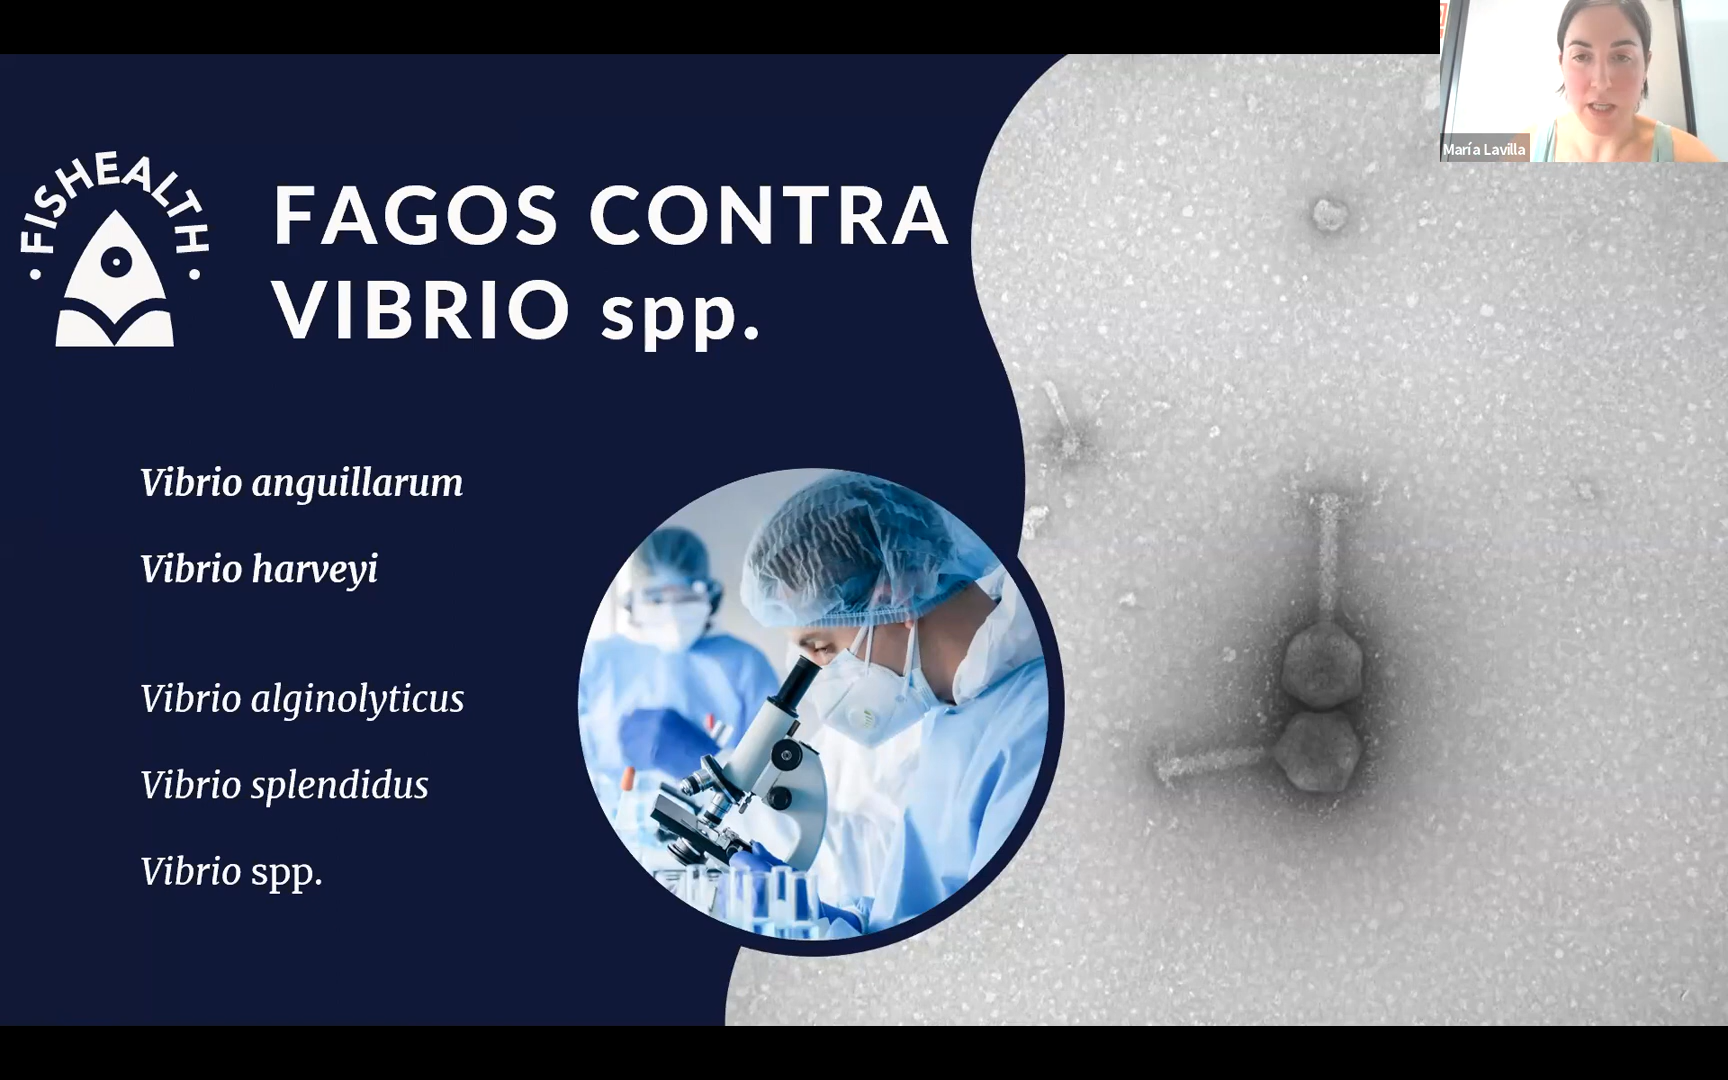 María Lavilla
• FISHEALTH •
FAGOS CONTRA
VIBRIO spp.
Vibrio anguillarum
Vibrio harveyi
Vibrio alginolyticus
Vibrio splendidus
Vibrio spp.